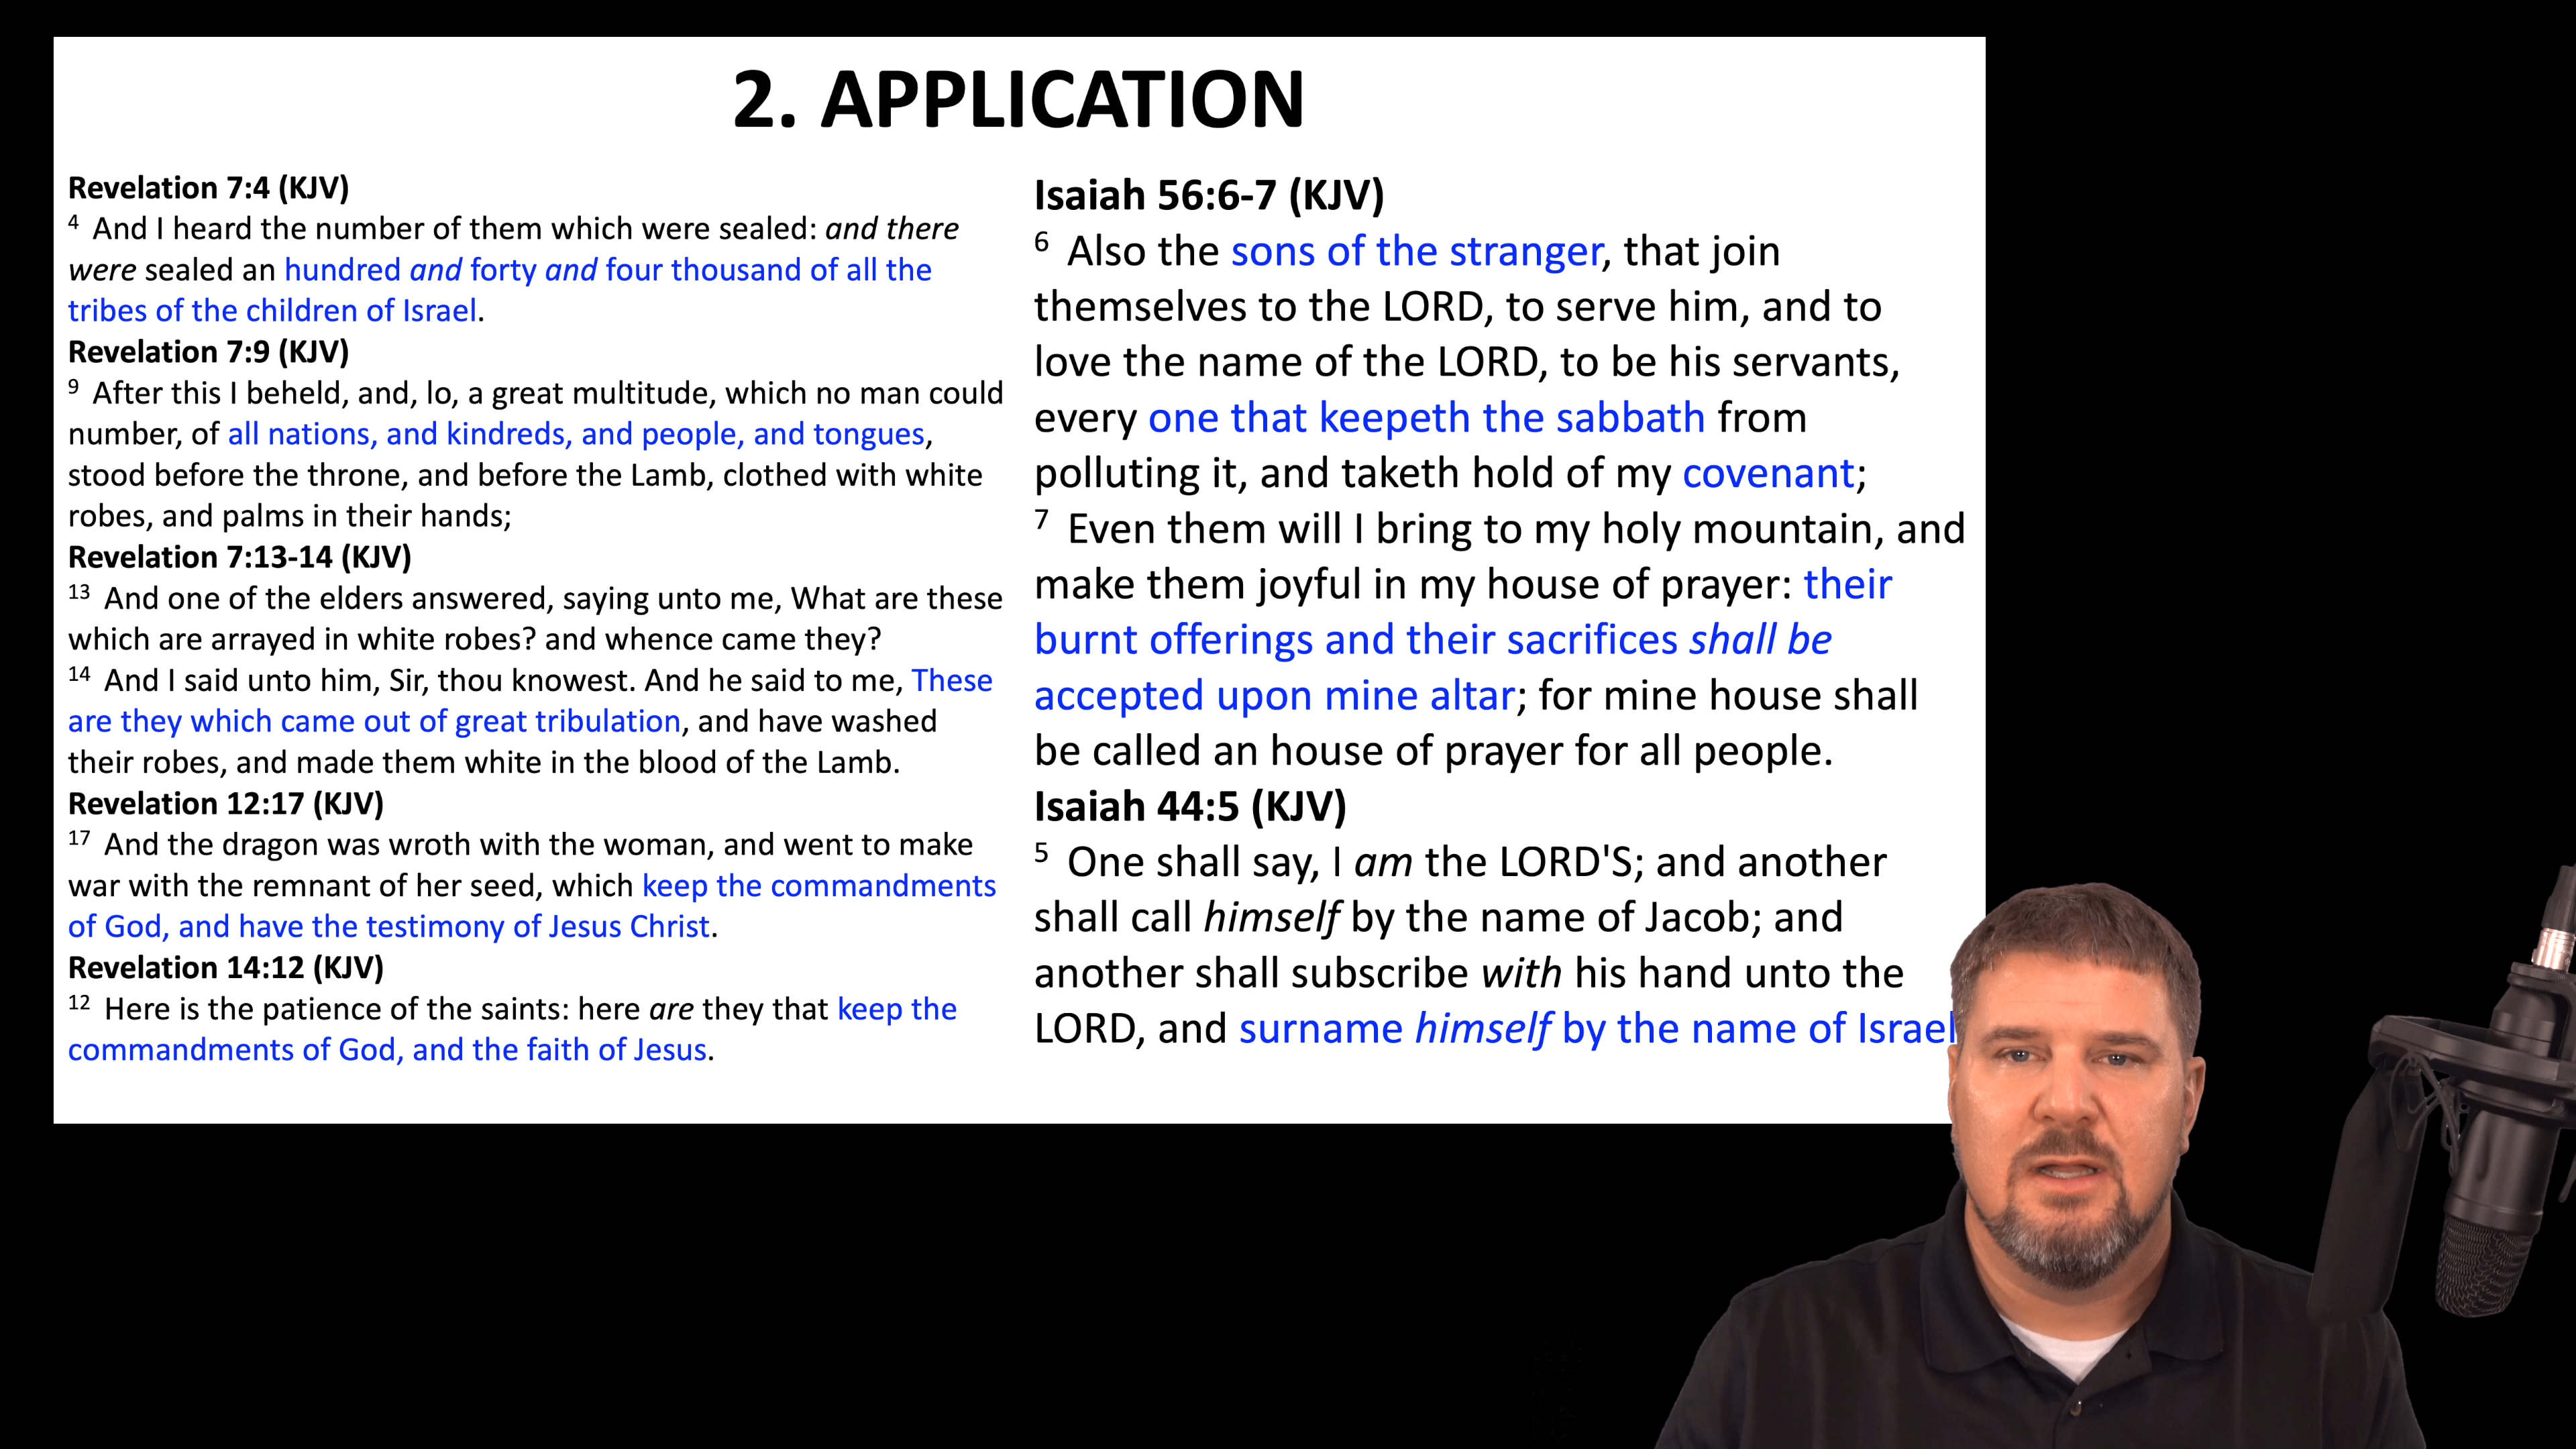 2. APPLICATION
Revelation 7:4 (KJV)
4 And I heard the number of them which were sealed: and there
were sealed an hundred and forty and four thousand of all the
tribes of the children of Israel.
Revelation 7:9 (KJV)
9 After this I beheld, and, lo, a great multitude, which no man could
number, of all nations, and kindreds, and people, and tongues,
stood before the throne, and before the Lamb, clothed with white
robes, and palms in their hands;
Revelation 7:13-14 (KJV)
13 And one of the elders answered, saying unto me, What are these
which are arrayed in white robes? and whence came they?
14 And I said unto him, Sir, thou knowest. And he said to me, These
are they which came out of great tribulation, and have washed
their robes, and made them white in the blood of the Lamb.
Revelation 12:17 (KJV)
17 And the dragon was wroth with the woman, and went to make
war with the remnant of her seed, which keep the commandments
of God, and have the testimony of Jesus Christ.
Revelation 14:12 (KJV)
12 Here is the patience of the saints: here are they that keep the
commandments of God, and the faith of Jesus.
Isaiah 56:6-7 (KJV)
6 Also the sons of the stranger, that join
themselves to the LORD, to serve him, and to
love the name of the LORD, to be his servants,
every one that keepeth the sabbath from
polluting it, and taketh hold of my covenant;
7 Even them will I bring to my holy mountain, and
make them joyful in my house of prayer: their
burnt offerings and their sacrifices shall be
accepted upon mine altar; for mine house shall
be called an house of prayer for all people.
Isaiah 44:5 (KJV)
5 One shall say, I am the LORD'S; and another
shall call himself by the name of Jacob; and
another shall subscribe with his hand unto the
LORD, and surname himself by the name of Israel